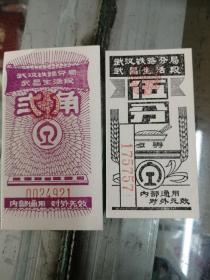 武汉铁路分局
武昌生活段
贰角
0024921
内部通用 对外无效
武汉铁路分局
武昌生活段
伍分
175157
内部通用
对外无效